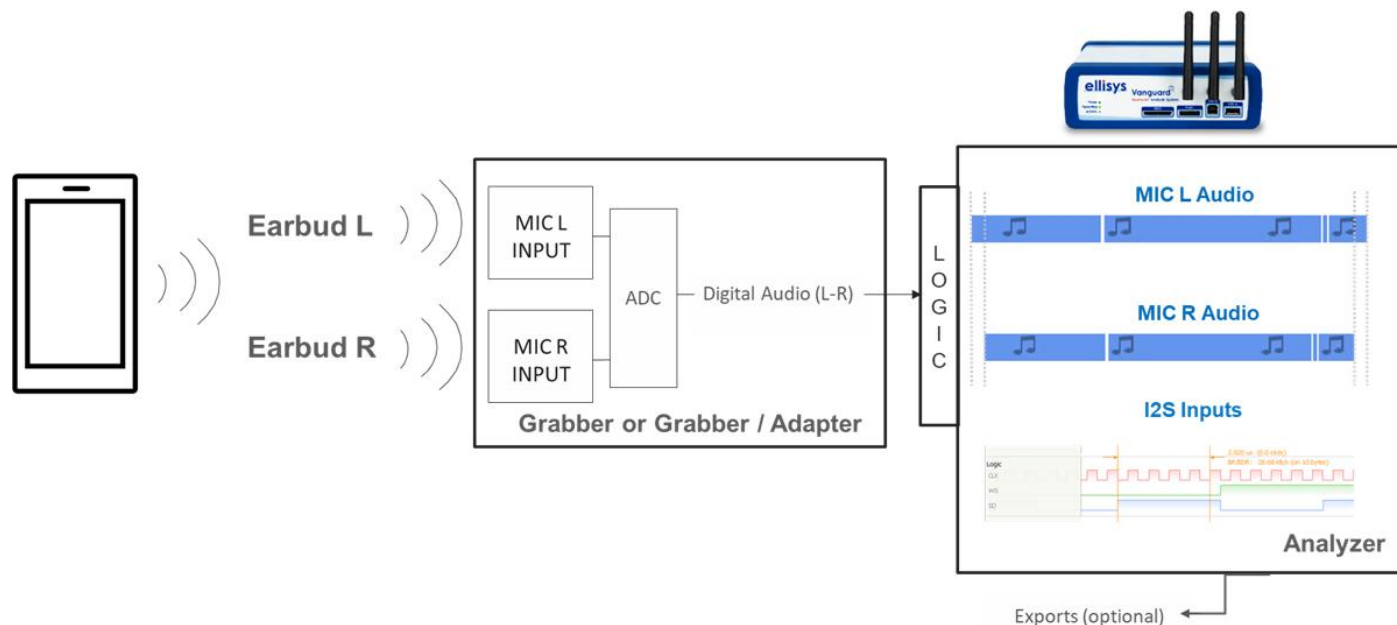 ellisys
Vanguard
Earbud L
Earbud R
MIC L
INPUT
MIC R
INPUT
ADC
Digital Audio (L-R)
Grabber or Grabber / Adapter
L
O
G
I
C
MIC L Audio
MIC R Audio
I2S Inputs
Logic
CLK
WS
SD
Analyzer
Exports (optional)